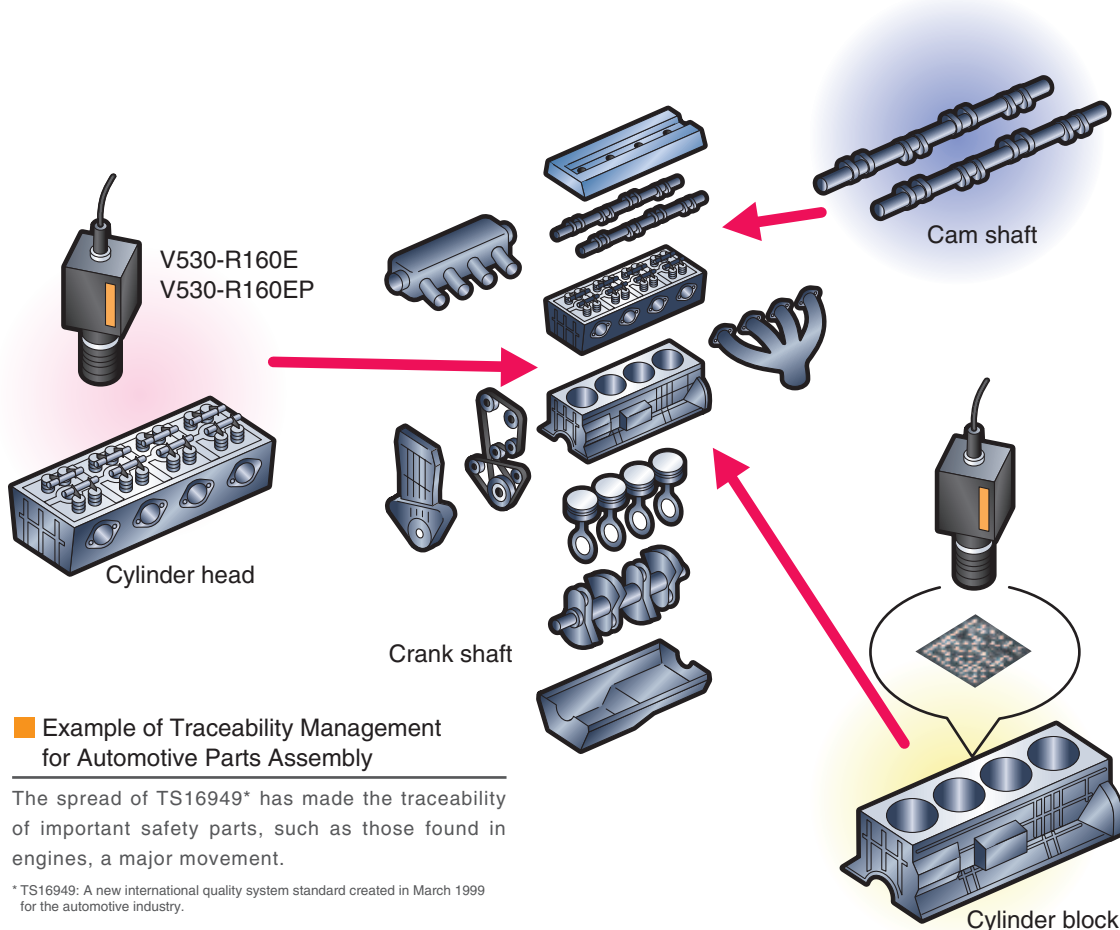 Cam shaft
V530-R160E
V530-R160EP
Cylinder head
Crank shaft
Example of Traceability Management
for Automotive Parts Assembly
The spread of TS16949* has made the traceability
of important safety parts, such as those found in
engines, a major movement.
* TS16949: A new international quality system standard created in March 1999
for the automotive industry.
Cylinder block